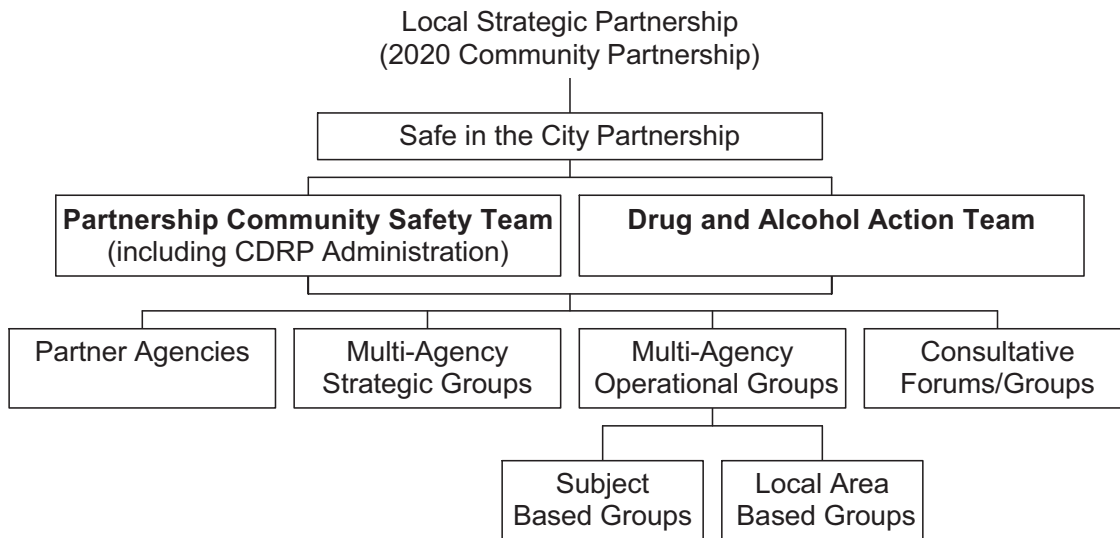 Local Strategic Partnership
(2020 Community Partnership)
Safe in the City Partnership
Partnership Community Safety Team
(including CDRP Administration)
Drug and Alcohol Action Team
Partner Agencies
Multi-Agency
Strategic Groups
Multi-Agency
Operational Groups
Consultative
Forums/Groups
Subject
Based Groups
Local Area
Based Groups